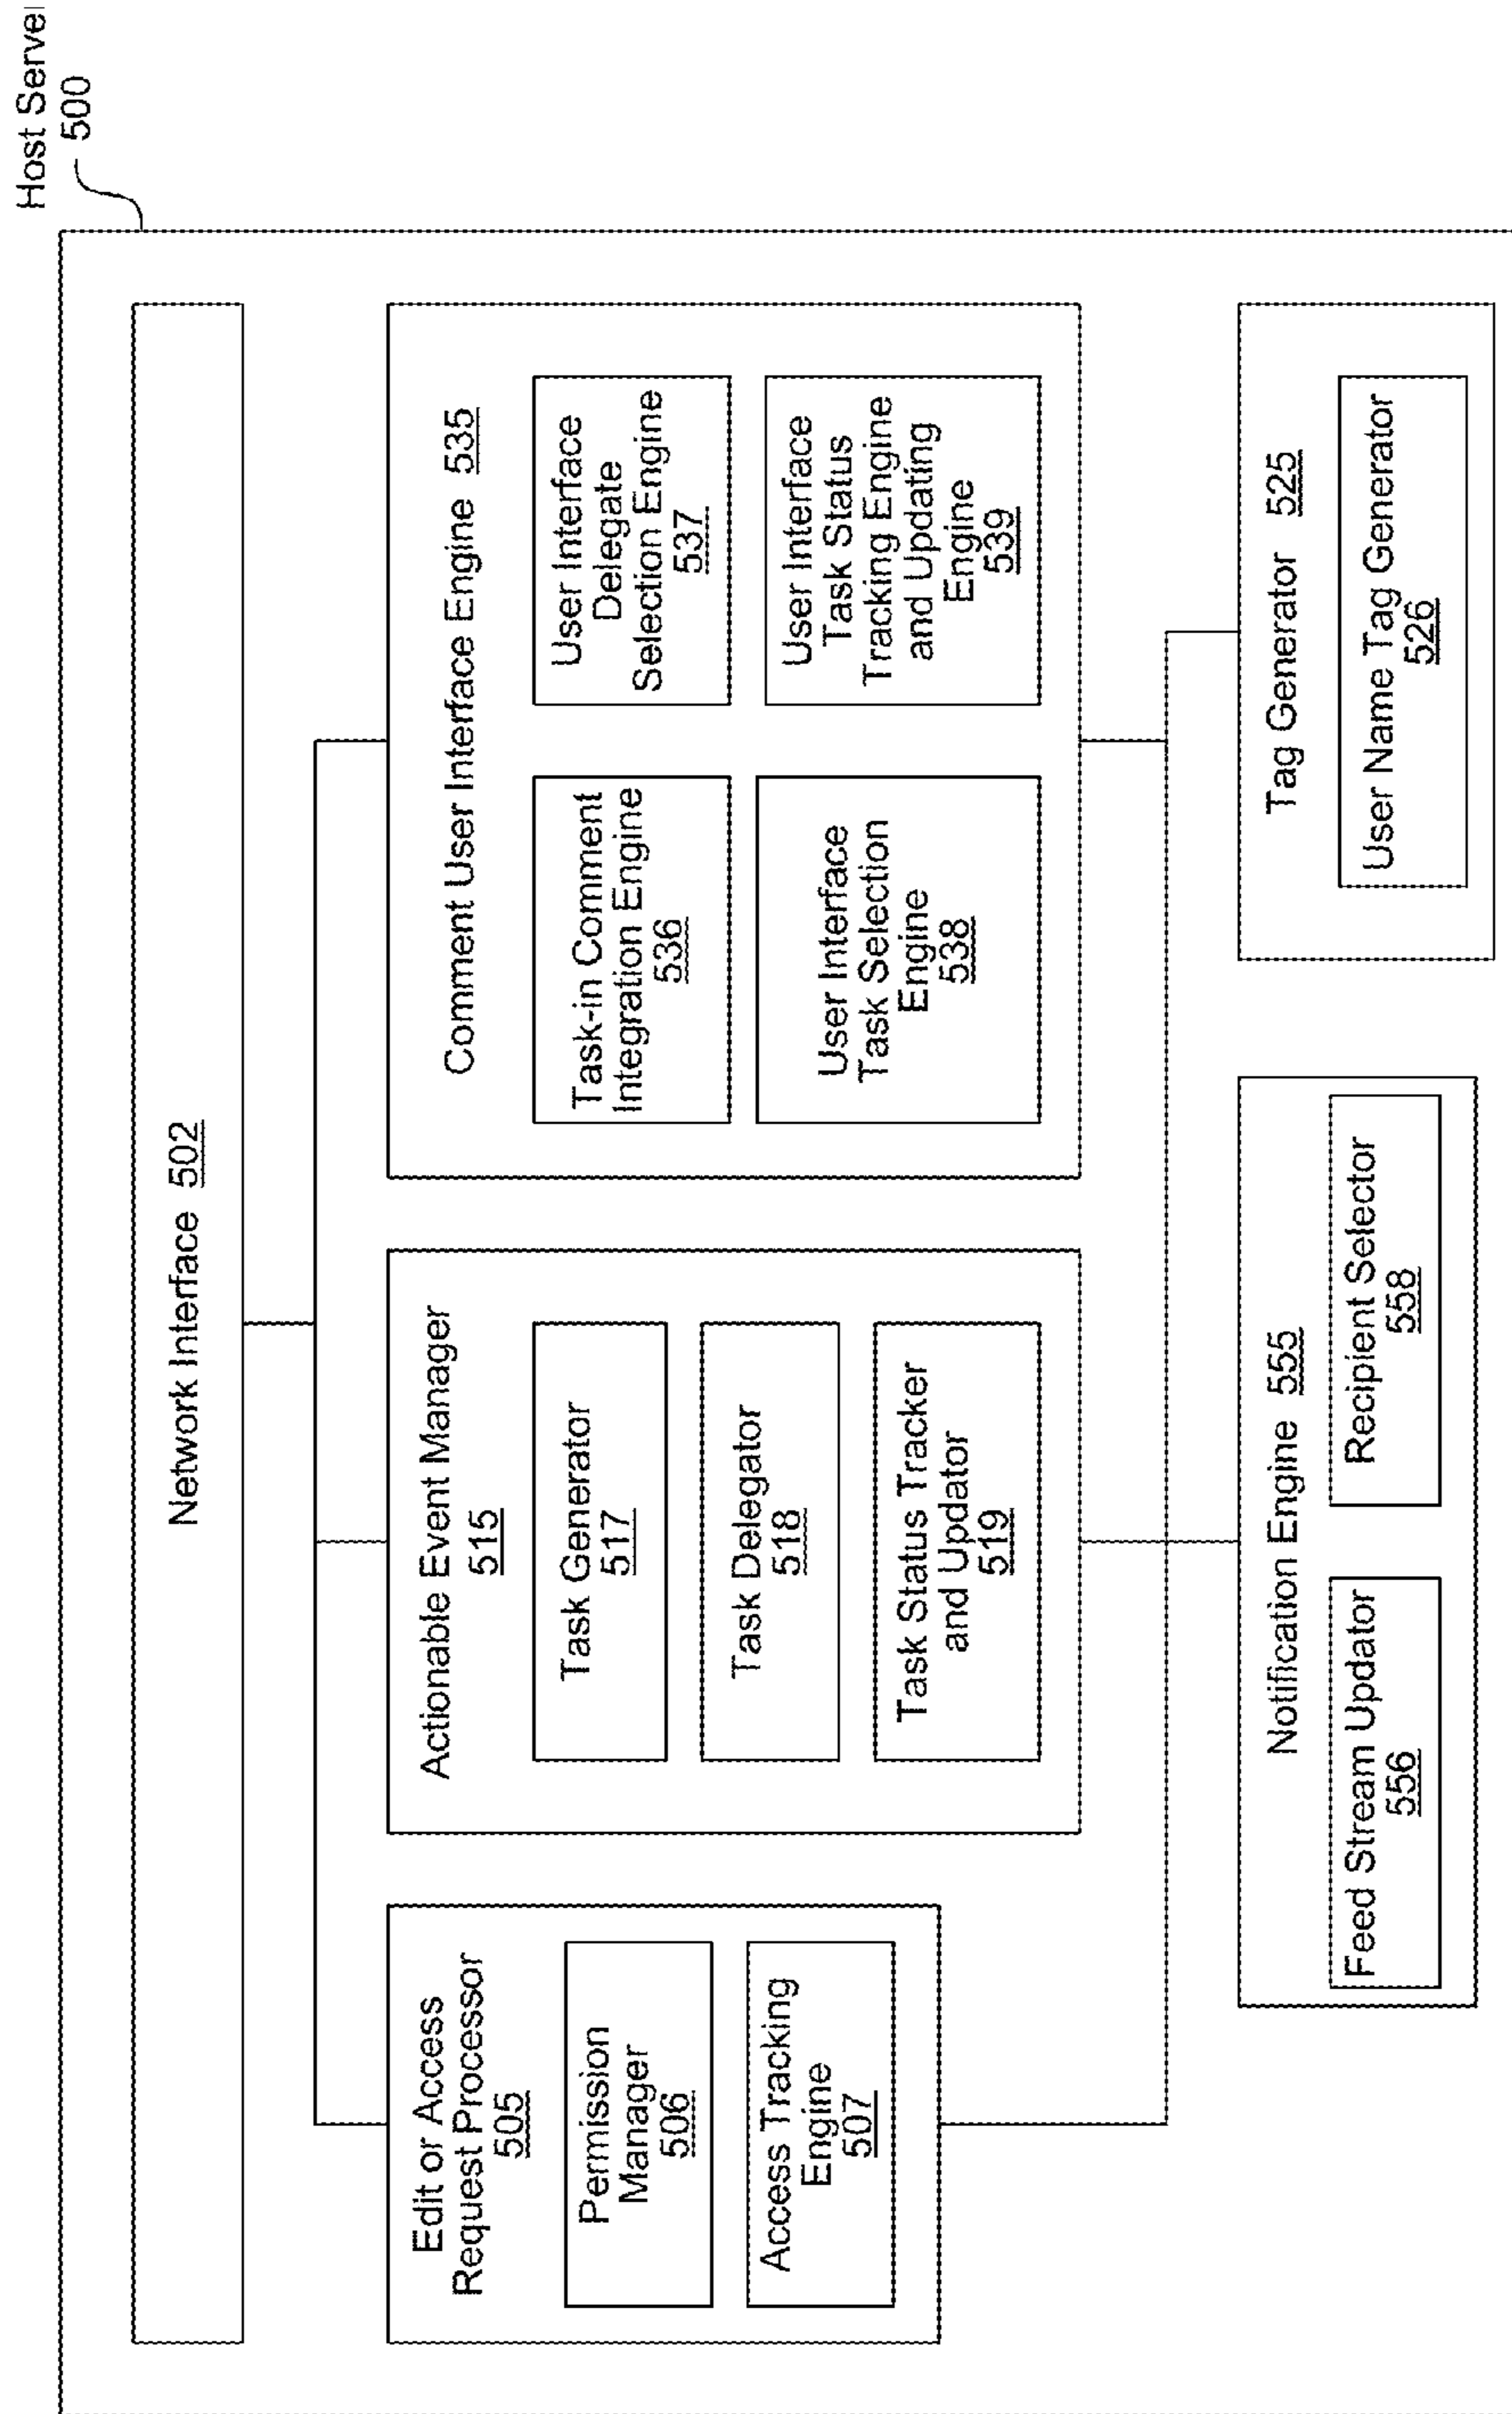 Host Serve
500
Network Interface 502
Edit or Access
Request Processor
505
Permission
Manager
506
Access Tracking
Engine
507
Actionable Event Manager
515
Task Generator
517
Task Delegator
518
Task Status Tracker
and Updator
519
Comment User Interface Engine 535
Task-in Comment
Integration Engine
536
User Interface
Delegate
Selection Engine
537
User Interface
Task Selection
Engine
538
User Interface
Task Status
Tracking Engine
and Updating
Engine
539
Notification Engine 555
Feed Stream Updator
556
Recipient Selector
558
Tag Generator 525
User Name Tag Generator
526